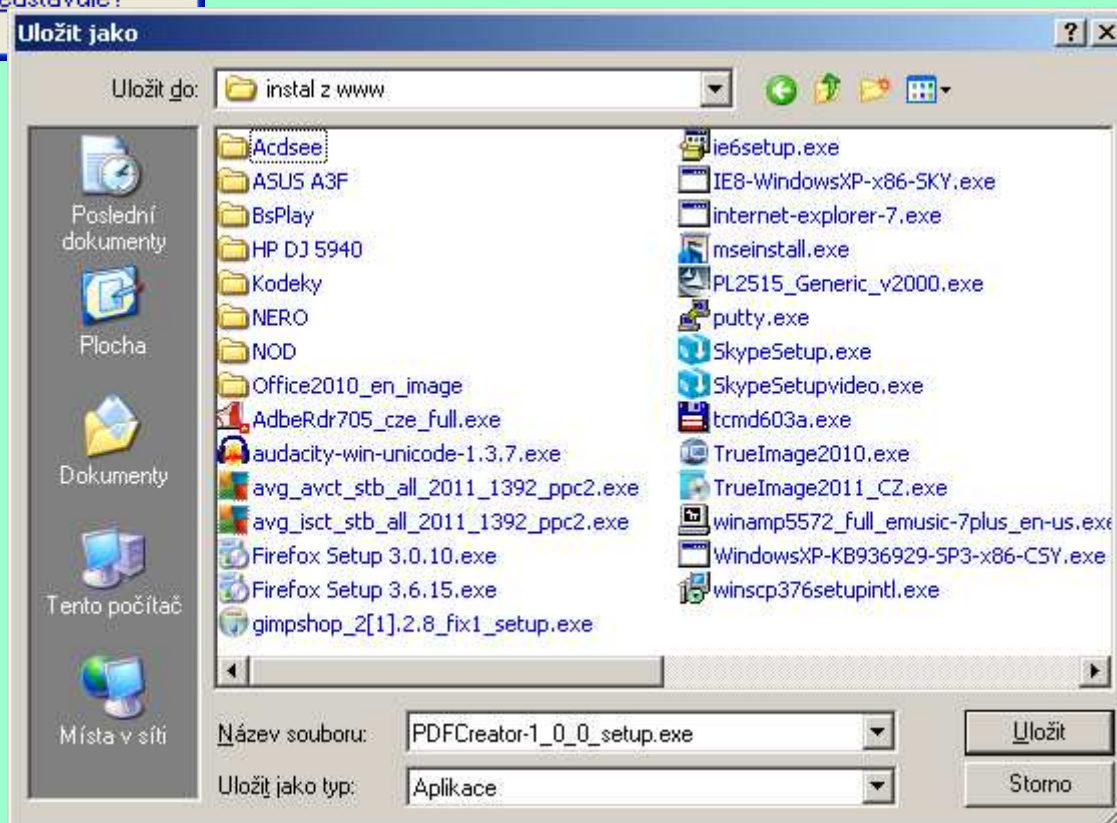 Uložit jako
Uložit do:
instal z www
Poslední
dokumenty
Plocha
Dokumenty
Tento počítač
Místa v síti
Acdsee
ASUS A3F
BsPlay
HP DJ 5940
Kodeky
NERO
NOD
Office2010_en_image
AdbeRdr705_cze_full.exe
audacity-win-unicode-1.3.7.exe
avg_avct_stb_all_2011_1392_ppc2.exe
avg_isct_stb_all_2011_1392_ppc2.exe
Firefox Setup 3.0.10.exe
Firefox Setup 3.6.15.exe
gimpshop_2[1].2.8_fix1_setup.exe
ie6setup.exe
IE8-WindowsXP-x86-SKY.exe
internet-explorer-7.exe
mseinstall.exe
PL2515_Generic_v2000.exe
putty.exe
SkypeSetup.exe
SkypeSetupvideo.exe
tcmd603a.exe
TrueImage2010.exe
TrueImage2011_CZ.exe
winamp5572_full_emusic-7plus_en-us.exe
WindowsXP-KB936929-SP3-x86-CSY.exe
winscp376setupintl.exe
Název souboru:
PDFCreator-1_0_0_setup.exe
Uložit
Uložit jako typ:
Aplikace
Storno